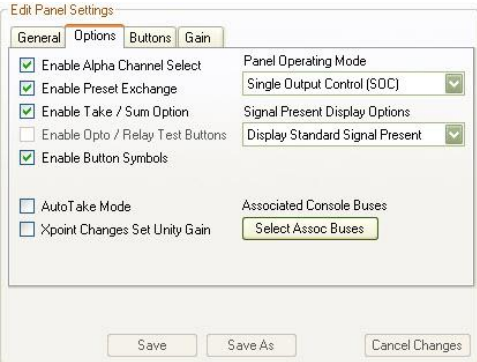 Edit Panel Settings
General Options Buttons Gain
Enable Alpha Channel Select
Enable Preset Exchange
Enable Take / Sum Option
Enable Opto / Relay Test Buttons
Enable Button Symbols
AutoTake Mode
Xpoint Changes Set Unity Gain
Panel Operating Mode
Single Output Control (SOC)
Signal Present Display Options
Display Standard Signal Present
Associated Console Buses
Select Assoc Buses
Save Save As Cancel Changes